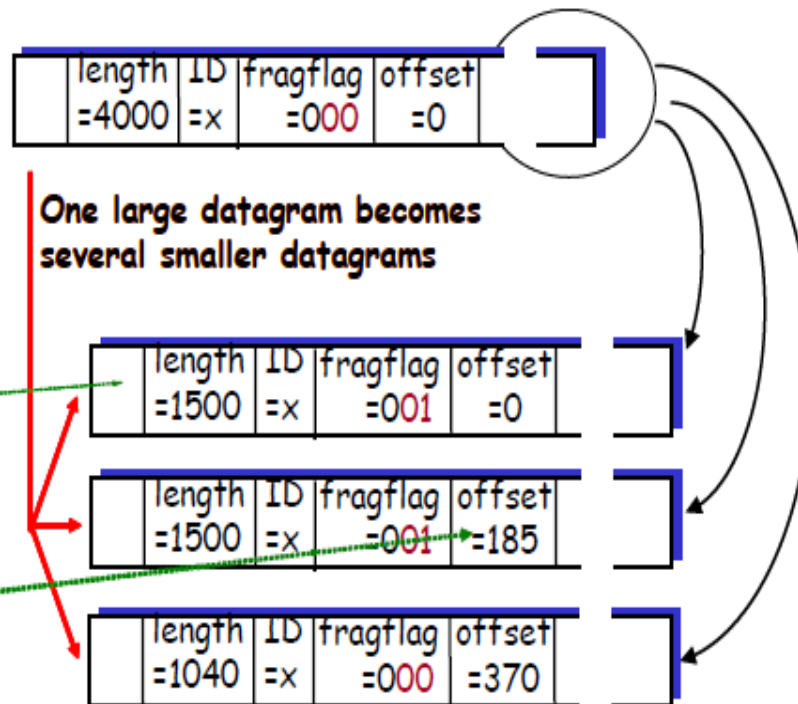 length ID fragflag offset
=4000 =x =000 =0
One large datagram becomes
several smaller datagrams
length ID fragflag offset
=1500 =x =001 =0
length ID fragflag offset
=1500 =x =001 =185
length ID fragflag offset
=1040 =x =000 =370